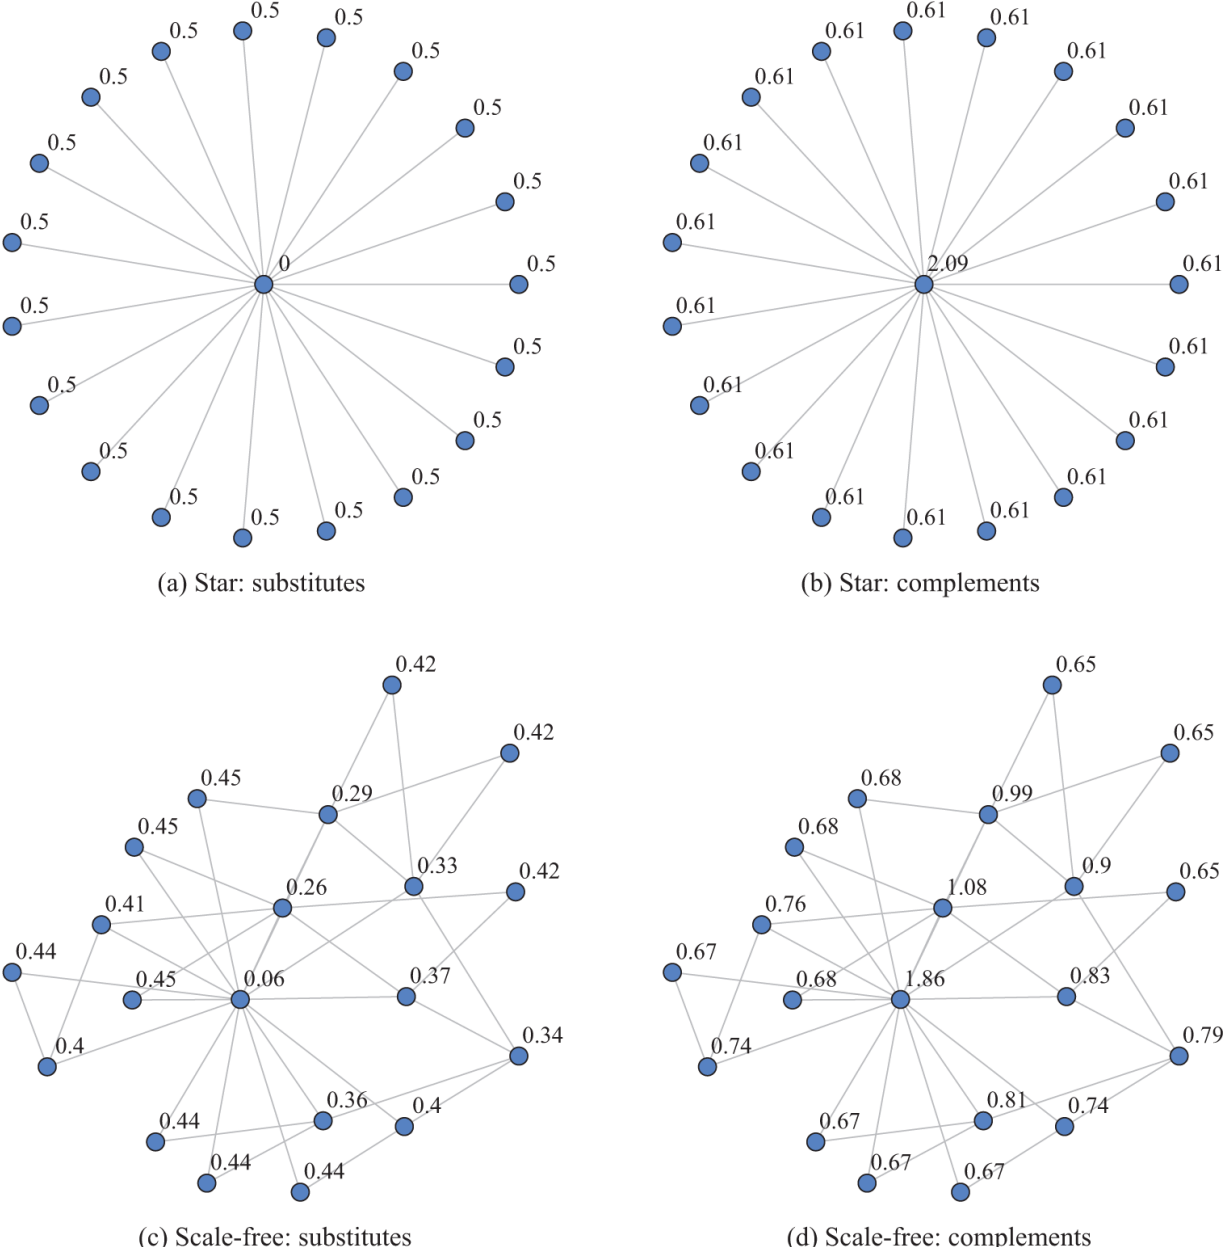 0.5 0.61
0.5 0.5 0.61 0.61
0.5 0.5 0.61 0.61
0.5 0.61
0.5 0.61
0.5 0.61
0.5 0.61
0.5 0.61
0 0.5 2.09 0.61
0.5 0.61
0.5 0.61
0.5 0.61
0.5 0.61
0.5 0.61
0.5 0.61
0.5 0.5 0.5 0.61 0.61 0.61
(a) Star: substitutes (b) Star: complements
0.42 0.65
0.42 0.65
0.45 0.29 0.68 0.99
0.45 0.68
0.33 0.42 0.9 0.65
0.26 1.08
0.41 0.76
0.44 0.67
0.45 0.06 0.37 0.68 1.86 0.83
0.34 0.79
0.4 0.74
0.36 0.4 0.81 0.74
0.44 0.67
0.44 0.44 0.67 0.67
(c) Scale-free: substitutes (d) Scale-free: complements